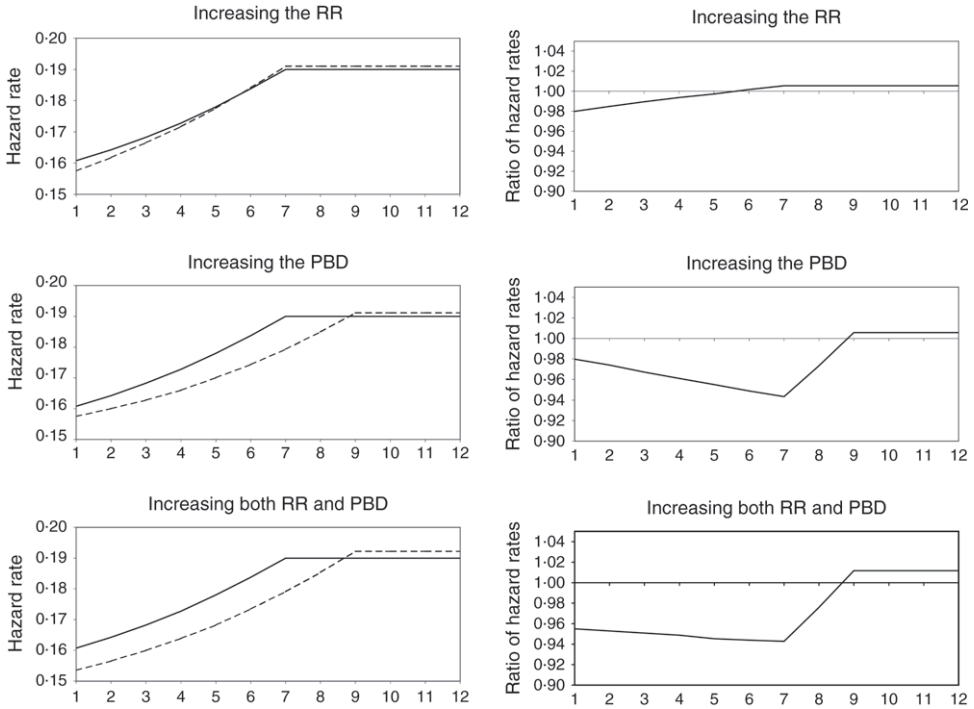 Increasing the RR
Hazard rate
0·20
0·19
0·18
0·17
0·16
0·15
1 2 3 4 5 6 7 8 9 10 11 12
Increasing the RR
Ratio of hazard rates
1·04
1·02
1·00
0·98
0·96
0·94
0·92
0·90
1 2 3 4 5 6 7 8 9 10 11 12
Increasing the PBD
Hazard rate
0·20
0·19
0·18
0·17
0·16
0·15
1 2 3 4 5 6 7 8 9 10 11 12
Increasing the PBD
Ratio of hazard rates
1·04
1·02
1·00
0·98
0·96
0·94
0·92
0·90
1 2 3 4 5 6 7 8 9 10 11 12
Increasing both RR and PBD
Hazard rate
0·20
0·19
0·18
0·17
0·16
0·15
1 2 3 4 5 6 7 8 9 10 11 12
Increasing both RR and PBD
Ratio of hazard rates
1·04
1·02
1·00
0·98
0·96
0·94
0·92
0·90
1 2 3 4 5 6 7 8 9 10 11 12